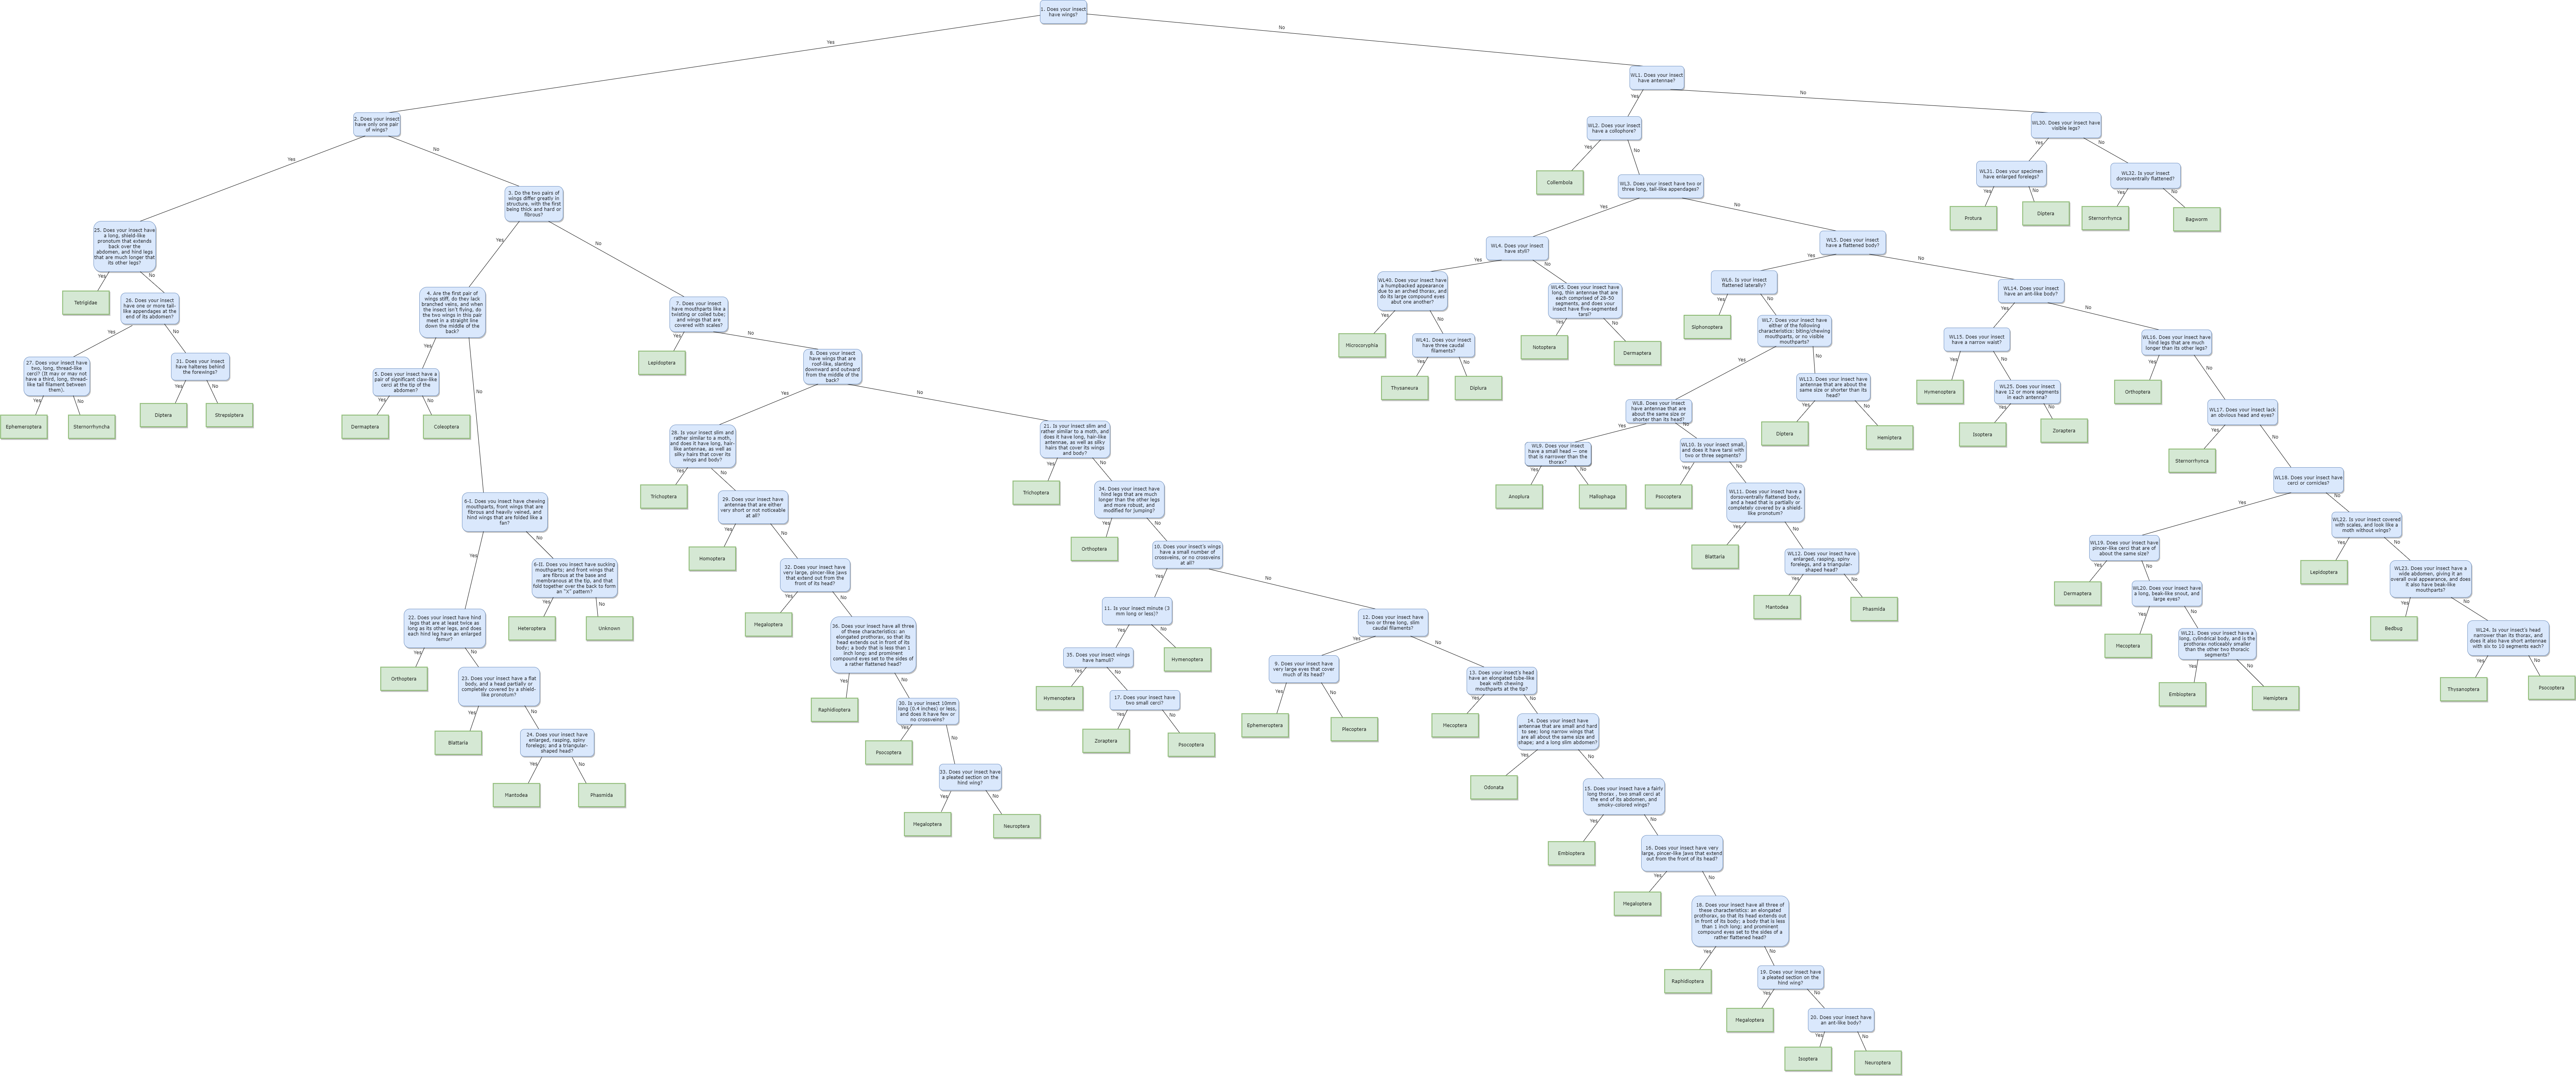 1. Does your insect
have wings?
Yes
No
WL1. Does your insect
have antennae?
Yes
No
2. Does your insect
have only one pair
of wings?
Yes
No
WL2. Does your insect
have a collophore?
Yes
No
WL30. Does your insect have
visible legs?
Yes
No
Collembola
WL3. Does your insect have two or
three long, tail-like appendages?
Yes
No
WL31. Does your specimen
have enlarged forelegs?
Yes
No
WL32. Is your insect
dorsoventrally flattened?
Yes
No
Protura
Diptera
Sternorrhynca
Bagworm
3. Do the two pairs of
wings differ greatly in
structure, with the first
being thick and hard or
fibrous?
Yes
No
25. Does your insect have
a long, shield-like
pronotum that extends
back over the
abdomen, and hind legs
that are much longer that
its other legs?
Yes
No
Tetrigidae
26. Does your insect
have one or more tail-
like appendages at the
end of its abdomen?
Yes
No
27. Does your insect have
two, long, thread-like
cerci? (It may or may not
have a third, long, thread-
like tail filament between
them).
Yes
No
Ephemeroptera
Sternorrhyncha
31. Does your insect
have halteres behind
the forewings?
Yes
No
Diptera
Strepsiptera
4. Are the first pair of
wings stiff, do they lack
branched veins, and when
the insect isn't flying, do
the two wings in this pair
meet in a straight line
down the middle of the
back?
Yes
No
5. Does your insect have a
pair of significant claw-like
cerci at the tip of the
abdomen?
Yes
No
Dermaptera
Coleoptera
6-I. Does you insect have chewing
mouthparts, front wings that are
fibrous and heavily veined, and
hind wings that are folded like a
fan?
Yes
No
6-II. Does you insect have sucking
mouthparts; and front wings that
are fibrous at the base and
membranous at the tip, and that
fold together over the back to form
an "X" pattern?
Yes
No
Heteroptera
Unknown
22. Does your insect have hind
legs that are at least twice as
long as its other legs, and does
each hind leg have an enlarged
femur?
Yes
No
Orthoptera
23. Does your insect have a flat
body, and a head partially or
completely covered by a shield-
like pronotum?
Yes
No
Blattaria
24. Does your insect have
enlarged, rasping, spiny
forelegs; and a triangular-
shaped head?
Yes
No
Mantodea
Phasmida
7. Does your insect
have mouthparts like a
twisting or coiled tube;
and wings that are
covered with scales?
Yes
No
Lepidoptera
8. Does your insect
have wings that are
roof-like, slanting
downward and outward
from the middle of the
back?
Yes
No
28. Is your insect slim and
rather similar to a moth,
and does it have long, hair-
like antennae, as well as
silky hairs that cover its
wings and body?
Yes
No
Trichoptera
29. Does your insect have
antennae that are either
very short or not noticeable
at all?
Yes
No
Homoptera
32. Does your insect have
very large, pincer-like jaws
that extend out from the
front of its head?
Yes
No
Megaloptera
36. Does your insect have all three
of these characteristics: an
elongated prothorax, so that its
head extends out in front of its
body; a body that is less than 1
inch long; and prominent
compound eyes set to the sides of
a rather flattened head?
Yes
No
Raphidioptera
30. Is your insect 10mm
long (0.4 inches) or less,
and does it have few or
no crossveins?
Yes
No
Psocoptera
33. Does your insect have
a pleated section on the
hind wing?
Yes
No
Megaloptera
Neuroptera
21. Is your insect slim and
rather similar to a moth, and
does it have long, hair-like
antennae, as well as silky
hairs that cover its wings
and body?
Yes
No
Trichoptera
34. Does your insect have
hind legs that are much
longer than the other legs
and more robust, and
modified for jumping?
Yes
No
Orthoptera
10. Does your insect's wings
have a small number of
crossveins, or no crossveins
at all?
Yes
No
11. Is your insect minute (3
mm long or less)?
Yes
No
Hymenoptera
35. Does your insect wings
have hamuli?
Yes
No
Hymenoptera
17. Does your insect have
two small cerci?
Yes
No
Zoraptera
Psocoptera
12. Does your insect have
two or three long, slim
caudal filaments?
Yes
No
9. Does your insect have
very large eyes that cover
much of its head?
Yes
No
Ephemeroptera
Plecoptera
13. Does your insect's head
have an elongated tube-like
beak with chewing
mouthparts at the tip?
Yes
No
Mecoptera
14. Does your insect have
antennae that are small and hard
to see; long narrow wings that
are all about the same size and
shape; and a long slim abdomen?
Yes
No
Odonata
15. Does your insect have a fairly
long thorax , two small cerci at
the end of its abdomen, and
smoky-colored wings?
Yes
No
Embioptera
16. Does your insect have very
large, pincer-like jaws that extend
out from the front of its head?
Yes
No
Megaloptera
18. Does your insect have all three of
these characteristics: an elongated
prothorax, so that its head extends out
in front of its body; a body that is less
than 1 inch long; and prominent
compound eyes set to the sides of a
rather flattened head?
Yes
No
Raphidioptera
19. Does your insect have
a pleated section on the
hind wing?
Yes
No
Megaloptera
20. Does your insect have
an ant-like body?
Yes
No
Isoptera
Neuroptera
WL4. Does your insect
have styli?
Yes
No
WL40. Does your insect have
a humpbacked appearance
due to an arched thorax, and
do its large compound eyes
abut one another?
Yes
No
Microcoryphia
WL41. Does your insect
have three caudal
filaments?
Yes
No
Thysaneura
Diplura
WL45. Does your insect have
long, thin antennae that are
each comprised of 28-50
segments, and does your
insect have five-segmented
tarsi?
Yes
No
Notoptera
Dermaptera
WL5. Does your insect
have a flattened body?
Yes
No
WL6. Is your insect
flattened laterally?
Yes
No
Siphonoptera
WL7. Does your insect have
either of the following
characteristics: biting/chewing
mouthparts, or no visible
mouthparts?
Yes
No
WL8. Does your insect
have antennae that are
about the same size or
shorter than its head?
Yes
No
WL9. Does your insect
have a small head — one
that is narrower than the
thorax?
Yes
No
Anoplura
Mallophaga
WL10. Is your insect small,
and does it have tarsi with
two or three segments?
Yes
No
Psocoptera
WL11. Does your insect have a
dorsoventrally flattened body,
and a head that is partially or
completely covered by a shield-
like pronotum?
Yes
No
Blattaria
WL12. Does your insect have
enlarged, rasping, spiny
forelegs, and a triangular-
shaped head?
Yes
No
Mantodea
Phasmida
WL13. Does your insect have
antennae that are about the
same size or shorter than its
head?
Yes
No
Diptera
Hemiptera
WL14. Does your insect
have an ant-like body?
Yes
No
WL15. Does your insect
have a narrow waist?
Yes
No
Hymenoptera
WL25. Does your insect
have 12 or more segments
in each antenna?
Yes
No
Isoptera
Zoraptera
WL16. Does your insect have
hind legs that are much
longer than its other legs?
Yes
No
Orthoptera
WL17. Does your insect lack
an obvious head and eyes?
Yes
No
Sternorrhynca
WL18. Does your insect have
cerci or cornicles?
Yes
No
WL19. Does your insect have
pincer-like cerci that are of
about the same size?
Yes
No
Dermaptera
WL20. Does your insect have
a long, beak-like snout, and
large eyes?
Yes
No
Mecoptera
WL21. Does your insect have a
long, cylindrical body, and is the
prothorax noticeably smaller
than the other two thoracic
segments?
Yes
No
Embioptera
Hemiptera
WL22. Is your insect covered
with scales, and look like a
moth without wings?
Yes
No
Lepidoptera
WL23. Does your insect have a
wide abdomen, giving it an
overall oval appearance, and does
it also have beak-like
mouthparts?
Yes
No
Bedbug
WL24. Is your insect's head
narrower than its thorax, and
does it also have short antennae
with six to 10 segments each?
Yes
No
Thysanoptera
Psocoptera